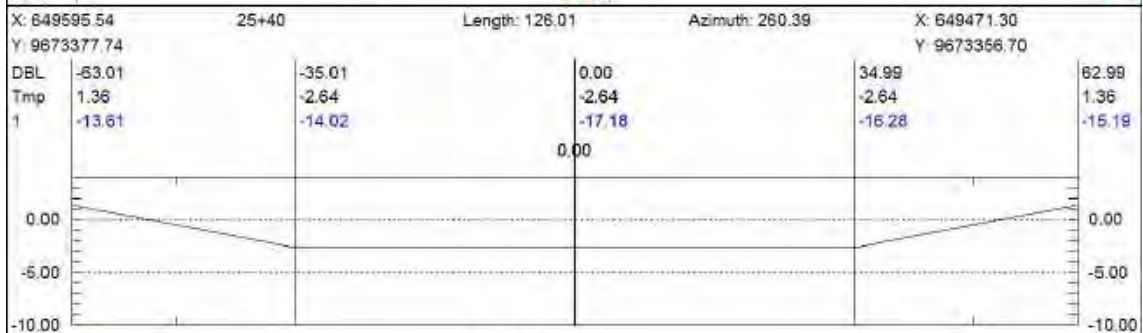 X: 649595.54 25+40 Length: 126.01 Azimuth: 260.39 X: 649471.30
Y: 9673377.74 Y: 9673356.70
DBL -63.01 -35.01 0.00 34.99 62.99
Tmp 1.36 -2.64 -2.64 -2.64 1.36
1 -13.61 -14.02 -17.18 -16.28 -15.19
0.00
0.00 0.00
-5.00 -5.00
-10.00 -10.00